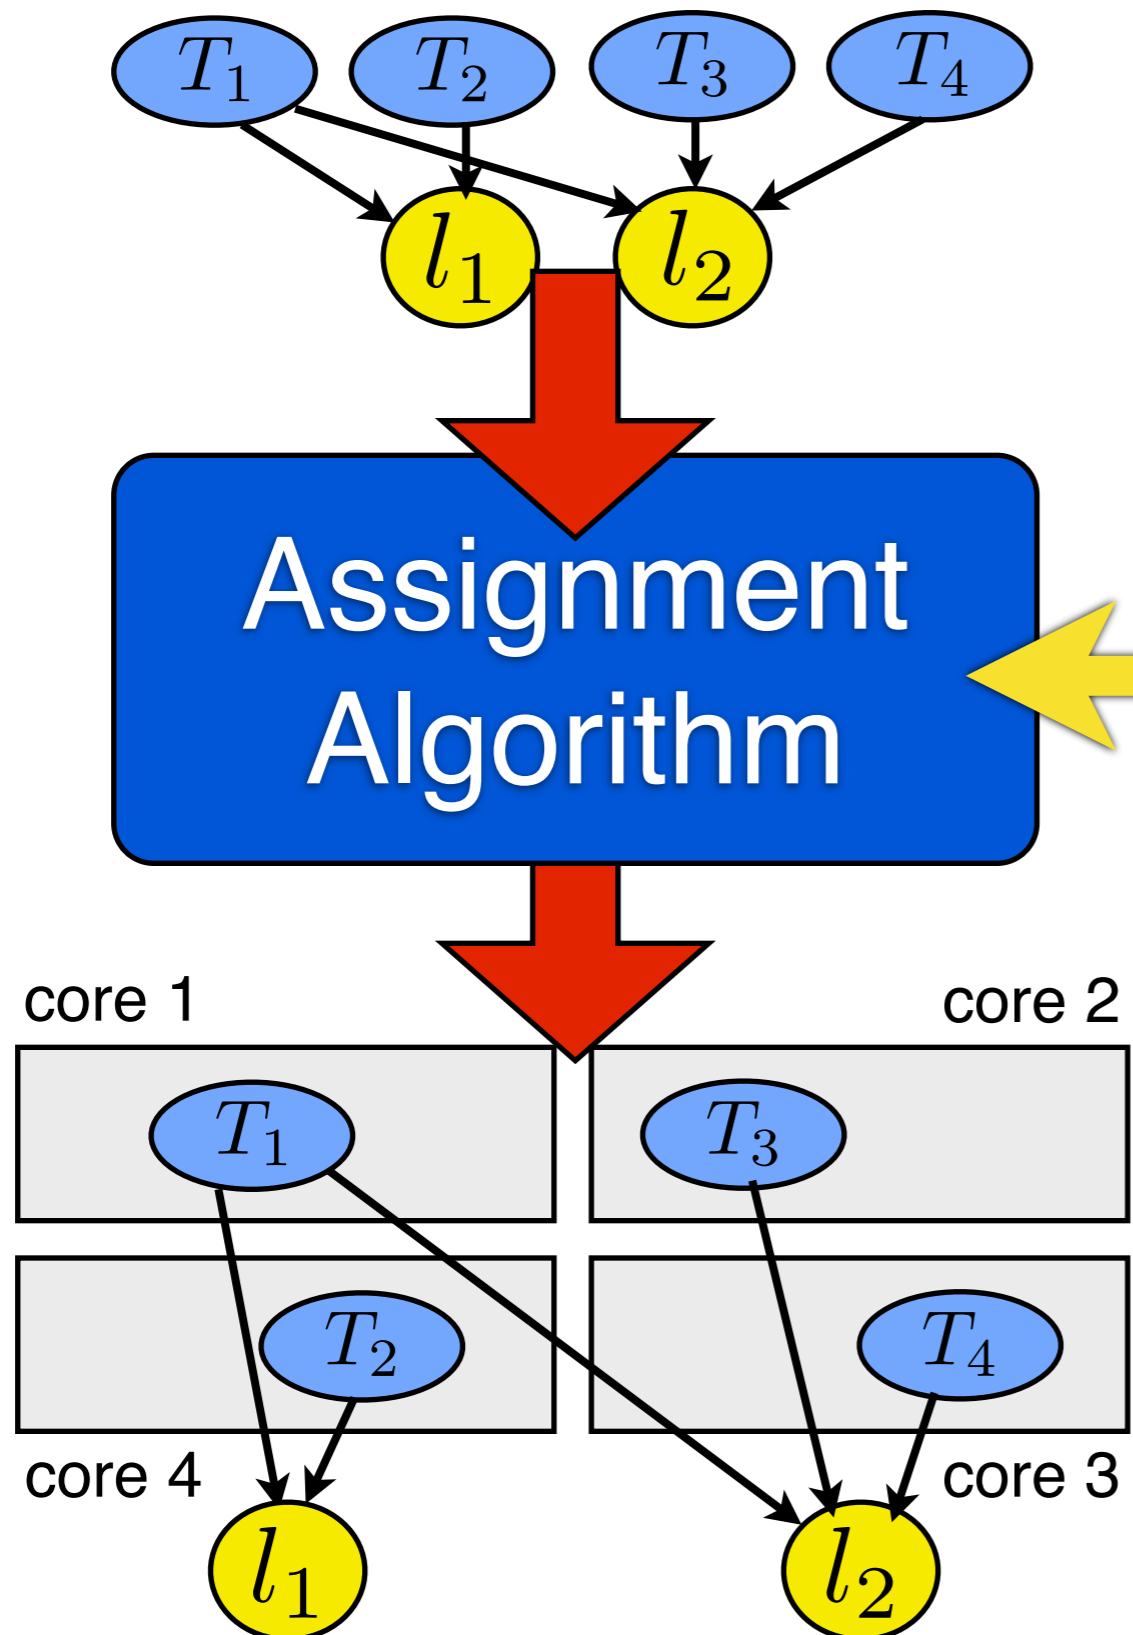 T₁ T₂ T₃ T₄
l₁ l₂
Assignment
Algorithm
core 1 core 2
T₁ T₃
T₂ T₄
core 4 core 3
l₁ l₂